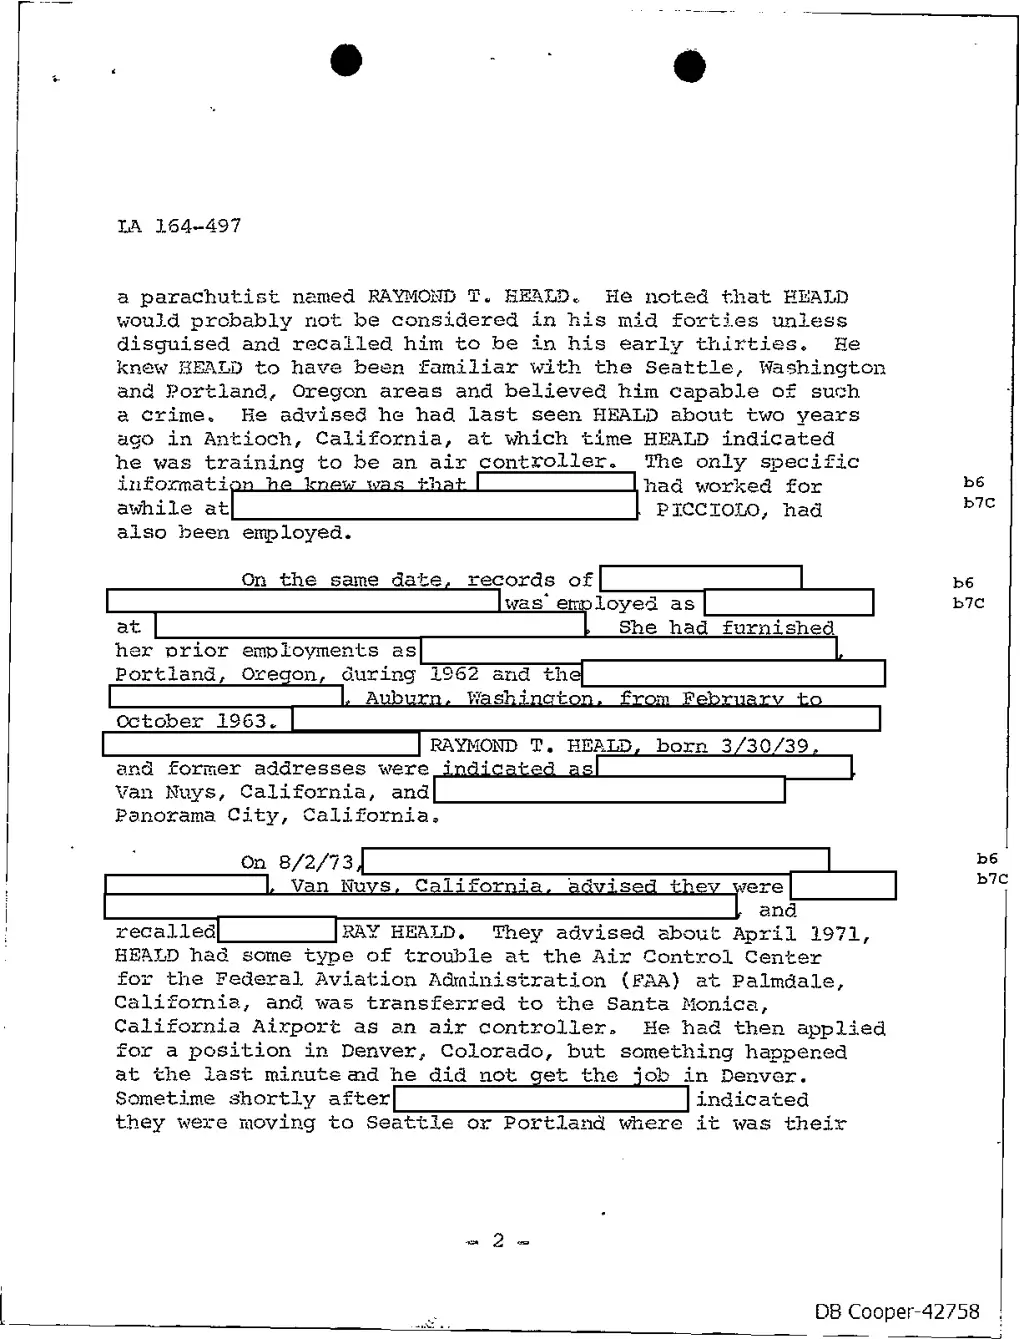 LA 164-497
a parachutist named RAYMOND T. HEALD. He noted that HEALD
would probably not be considered in his mid forties unless
disguised and recalled him to be in his early thirties. He
knew HEALD to have been familiar with the Seattle, Washington
and Portland, Oregon areas and believed him capable of such
a crime. He advised he had last seen HEALD about two years
ago in Antioch, California, at which time HEALD indicated
he was training to be an air controller. The only specific
information he knew was that had worked for b6
awhile at . PICCIOLO, had b7C
also been employed.
On the same date, records of b6
was employed as b7C
at . She had furnished
her prior employments as ,
Portland, Oregon, during 1962 and the
, Auburn, Washington, from February to
October 1963.
RAYMOND T. HEALD, born 3/30/39,
and former addresses were indicated as ,
Van Nuys, California, and
Panorama City, California.
On 8/2/73, b6
, Van Nuys, California, advised they were b7C
, and
recalled RAY HEALD. They advised about April 1971,
HEALD had some type of trouble at the Air Control Center
for the Federal Aviation Administration (FAA) at Palmdale,
California, and was transferred to the Santa Monica,
California Airport as an air controller. He had then applied
for a position in Denver, Colorado, but something happened
at the last minute and he did not get the job in Denver.
Sometime shortly after indicated
they were moving to Seattle or Portland where it was their
- 2 -
DB Cooper-42758